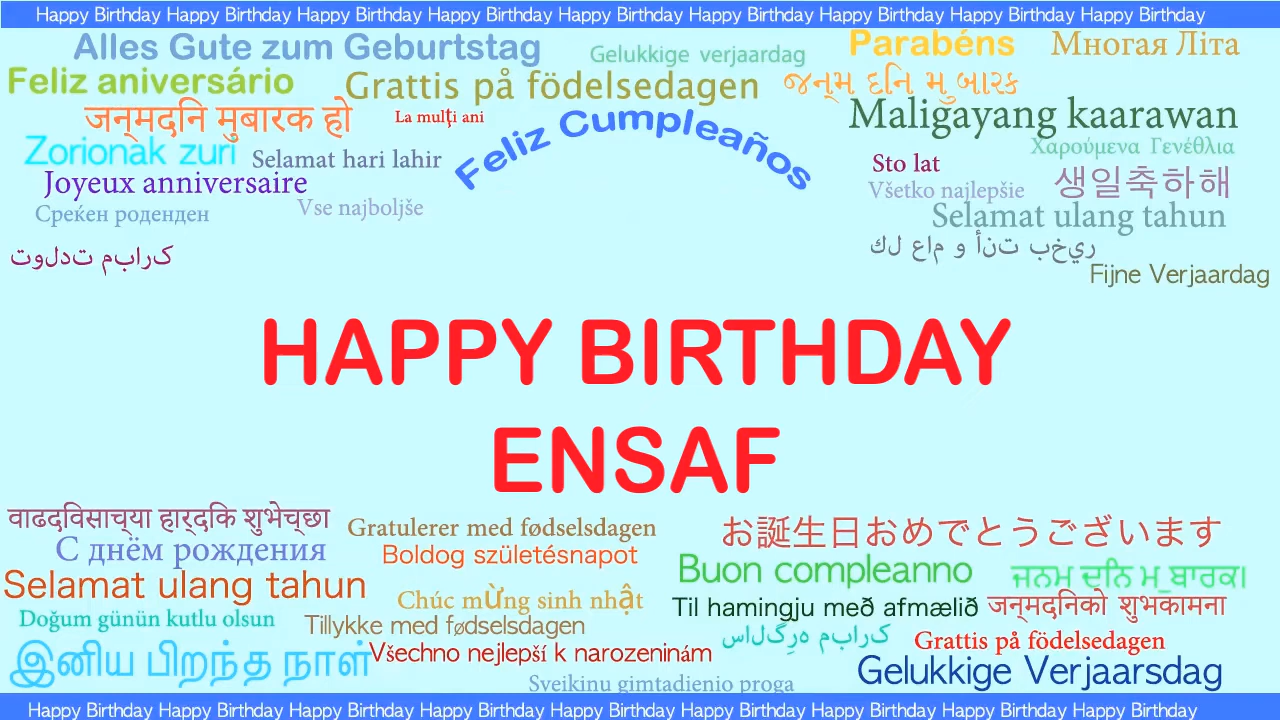 Happy Birthday Happy Birthday Happy Birthday Happy Birthday Happy Birthday Happy Birthday Happy Birthday Happy Birthday Happy Birthday
Alles Gute zum Geburtstag
Gelukkige verjaardag
Parabéns
Многая Літа
Feliz aniversário
Grattis på födelsedagen
જન્મ દિન મુબારક
जन्मदिन मुबारक हो
La mulţi ani
Feliz Cumpleaños
Maligayang kaarawan
Zorionak zuri
Selamat hari lahir
Χαρούμενα Γενέθλια
Sto lat
Joyeux anniversaire
Všetko najlepšie
생일축하해
Среќен роденден
Vse najboljše
Selamat ulang tahun
تولدت مبارک
كل عام و أنت بخير
Fijne Verjaardag
HAPPY BIRTHDAY
ENSAF
वाढदिवसाच्या हार्दिक शुभेच्छा
Gratulerer med fødselsdagen
お誕生日おめでとうございます
С днём рождения
Boldog születésnapot
Buon compleanno
ਜਨਮ ਦਿਨ ਮੁਬਾਰਕ।
Selamat ulang tahun
Chúc mừng sinh nhật
Til hamingju með afmælið
जन्मदिनको शुभकामना
Doğum günün kutlu olsun
Tillykke med fødselsdagen
سالگرہ مبارک
Grattis på födelsedagen
இனிய பிறந்த நாள்
Všechno nejlepší k narozeninám
Gelukkige Verjaarsdag
Sveikinu gimtadienio proga
Happy Birthday Happy Birthday Happy Birthday Happy Birthday Happy Birthday Happy Birthday Happy Birthday Happy Birthday Happy Birthday